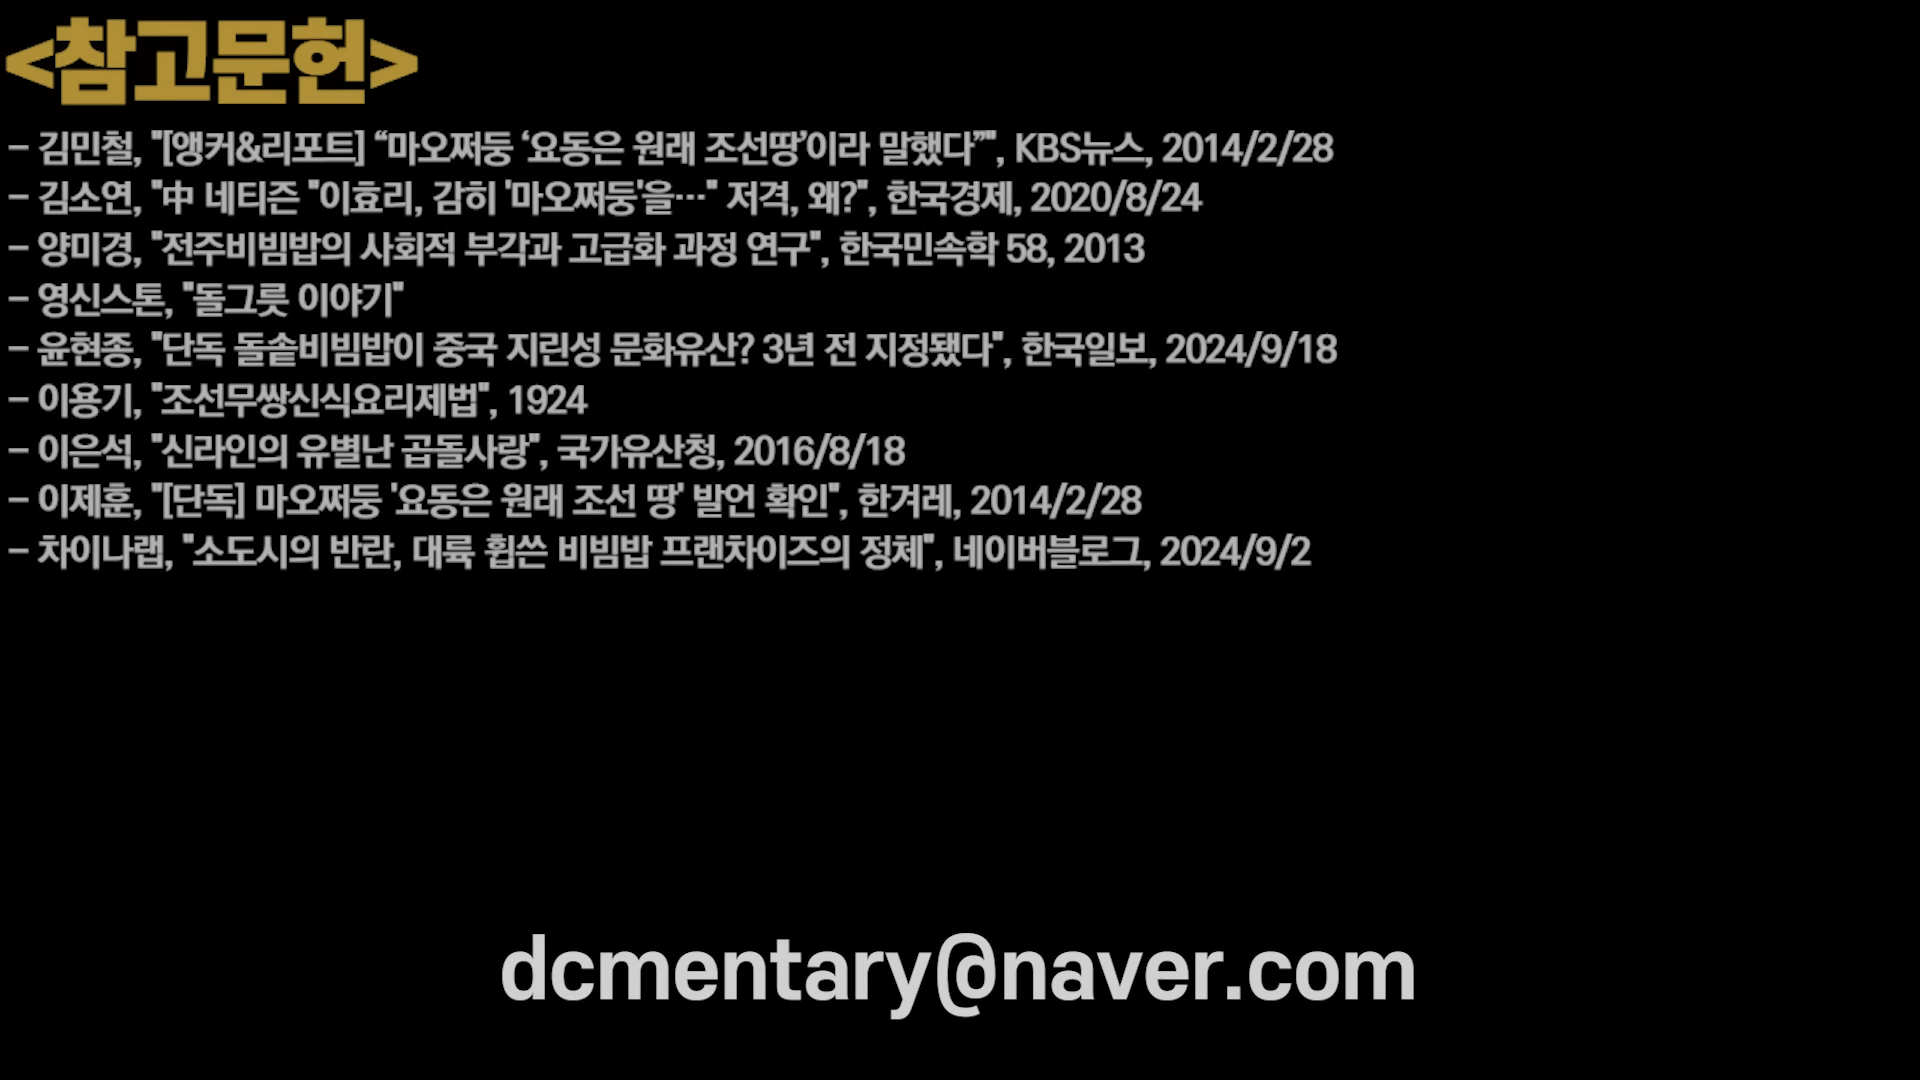 <참고문헌>
- 김민철, "[앵커&리포트] “마오쩌둥 ‘요동은 원래 조선땅’이라 말했다”", KBS뉴스, 2014/2/28
- 김소연, "中 네티즌 "이효리, 감히 '마오쩌둥'을…" 저격, 왜?", 한국경제, 2020/8/24
- 양미경, "전주비빔밥의 사회적 부각과 고급화 과정 연구", 한국민속학 58, 2013
- 영신스톤, "돌그릇 이야기"
- 윤현종, "단독 돌솥비빔밥이 중국 지린성 문화유산? 3년 전 지정됐다", 한국일보, 2024/9/18
- 이용기, "조선무쌍신식요리제법", 1924
- 이은석, "신라인의 유별난 곱돌사랑", 국가유산청, 2016/8/18
- 이제훈, "[단독] 마오쩌둥 '요동은 원래 조선 땅' 발언 확인", 한겨레, 2014/2/28
- 차이나랩, "소도시의 반란, 대륙 휩쓴 비빔밥 프랜차이즈의 정체", 네이버블로그, 2024/9/2
dcmentary@naver.com